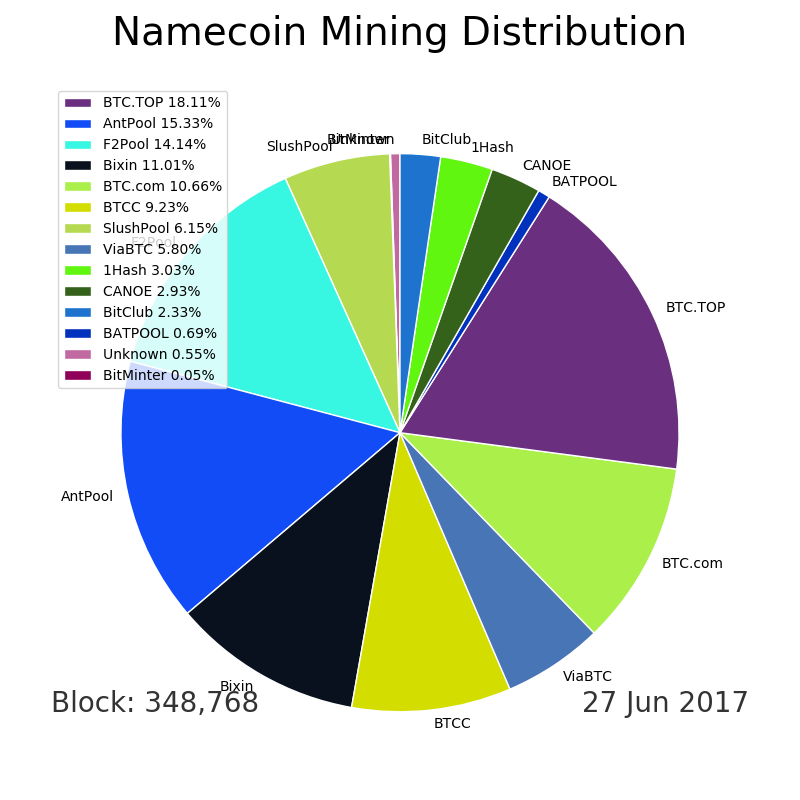 Namecoin Mining Distribution
BTC.TOP 18.11%
AntPool 15.33%
F2Pool 14.14%
Bixin 11.01%
BTC.com 10.66%
BTCC 9.23%
SlushPool 6.15%
ViaBTC 5.80%
1Hash 3.03%
CANOE 2.93%
BitClub 2.33%
BATPOOL 0.69%
Unknown 0.55%
BitMinter 0.05%
SlushPool
BitMinter
Unknown
BitClub
1Hash
CANOE
BATPOOL
F2Pool
BTC.TOP
AntPool
BTC.com
ViaBTC
Bixin
BTCC
Block: 348,768
27 Jun 2017